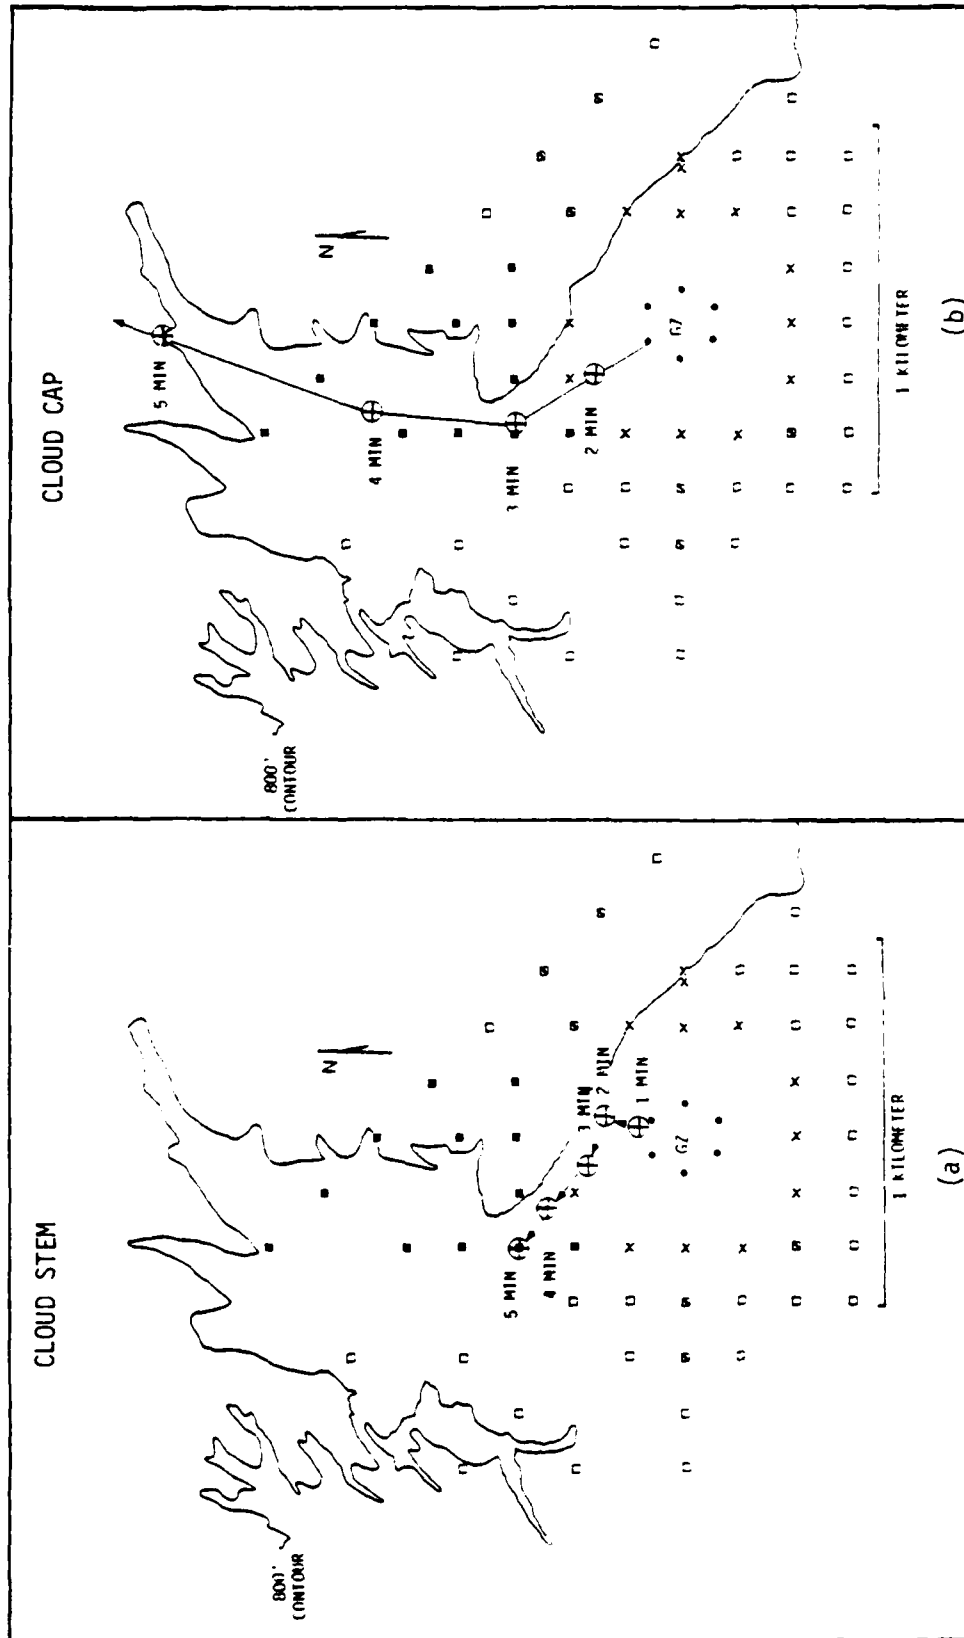 CLOUD STEM
800'
CONTOUR
N
5 MIN
4 MIN
3 MIN
2 MIN
1 MIN
GZ
1 KILOMETER
(a)
CLOUD CAP
800'
CONTOUR
N
5 MIN
4 MIN
3 MIN
2 MIN
GZ
1 KILOMETER
(b)